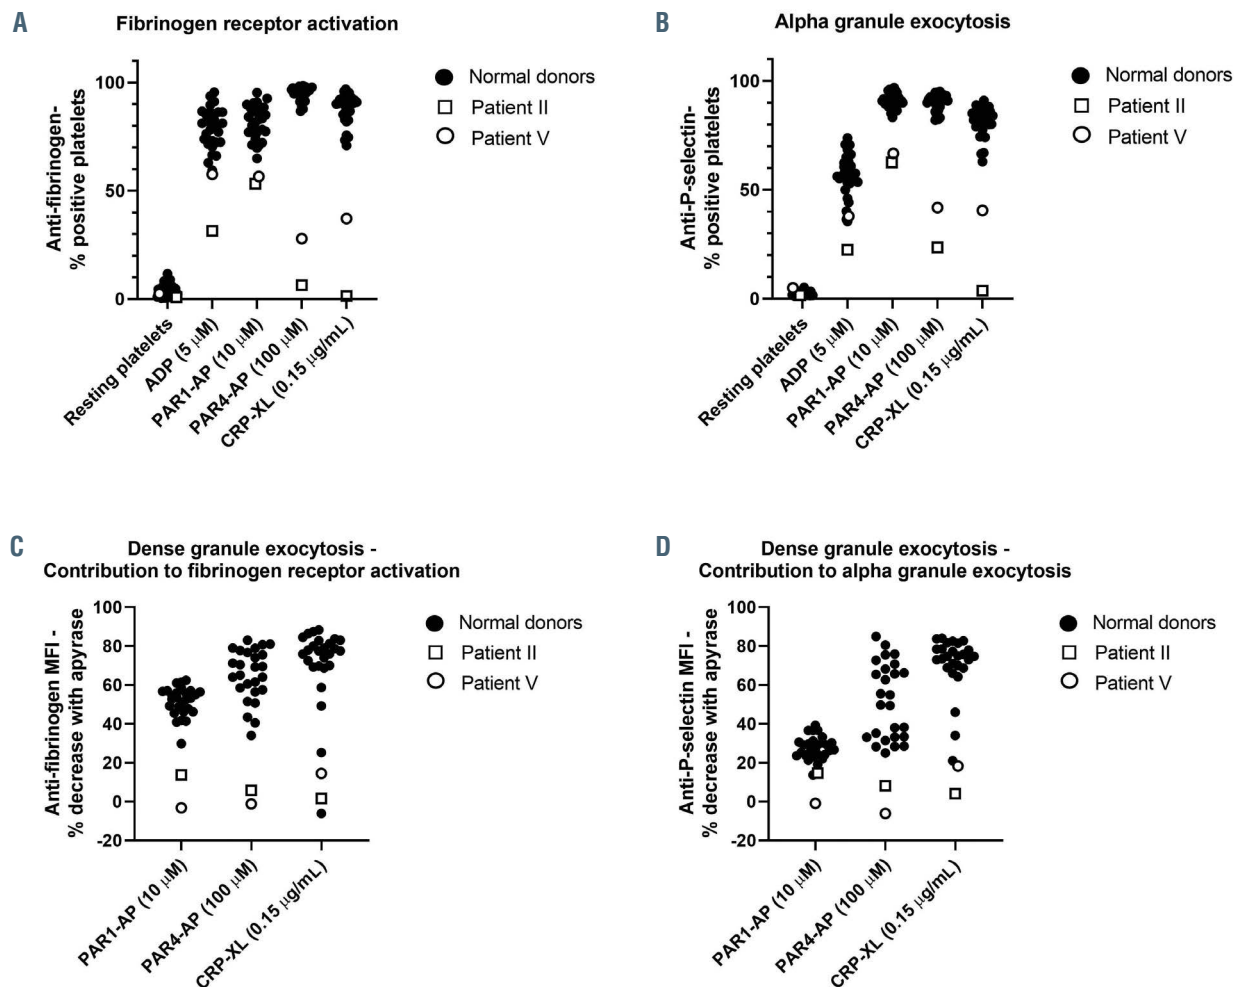 A
Fibrinogen receptor activation
Anti-fibrinogen-
% positive platelets
100
50
0
Resting platelets
ADP (5 μM)
PAR1-AP (10 μM)
PAR4-AP (100 μM)
CRP-XL (0.15 μg/mL)
Normal donors
Patient II
Patient V
B
Alpha granule exocytosis
Anti-P-selectin-
% positive platelets
100
50
0
Resting platelets
ADP (5 μM)
PAR1-AP (10 μM)
PAR4-AP (100 μM)
CRP-XL (0.15 μg/mL)
Normal donors
Patient II
Patient V
C
Dense granule exocytosis -
Contribution to fibrinogen receptor activation
Anti-fibrinogen MFI -
% decrease with apyrase
100
80
60
40
20
0
-20
PAR1-AP (10 μM)
PAR4-AP (100 μM)
CRP-XL (0.15 μg/mL)
Normal donors
Patient II
Patient V
D
Dense granule exocytosis -
Contribution to alpha granule exocytosis
Anti-P-selectin MFI -
% decrease with apyrase
100
80
60
40
20
0
-20
PAR1-AP (10 μM)
PAR4-AP (100 μM)
CRP-XL (0.15 μg/mL)
Normal donors
Patient II
Patient V